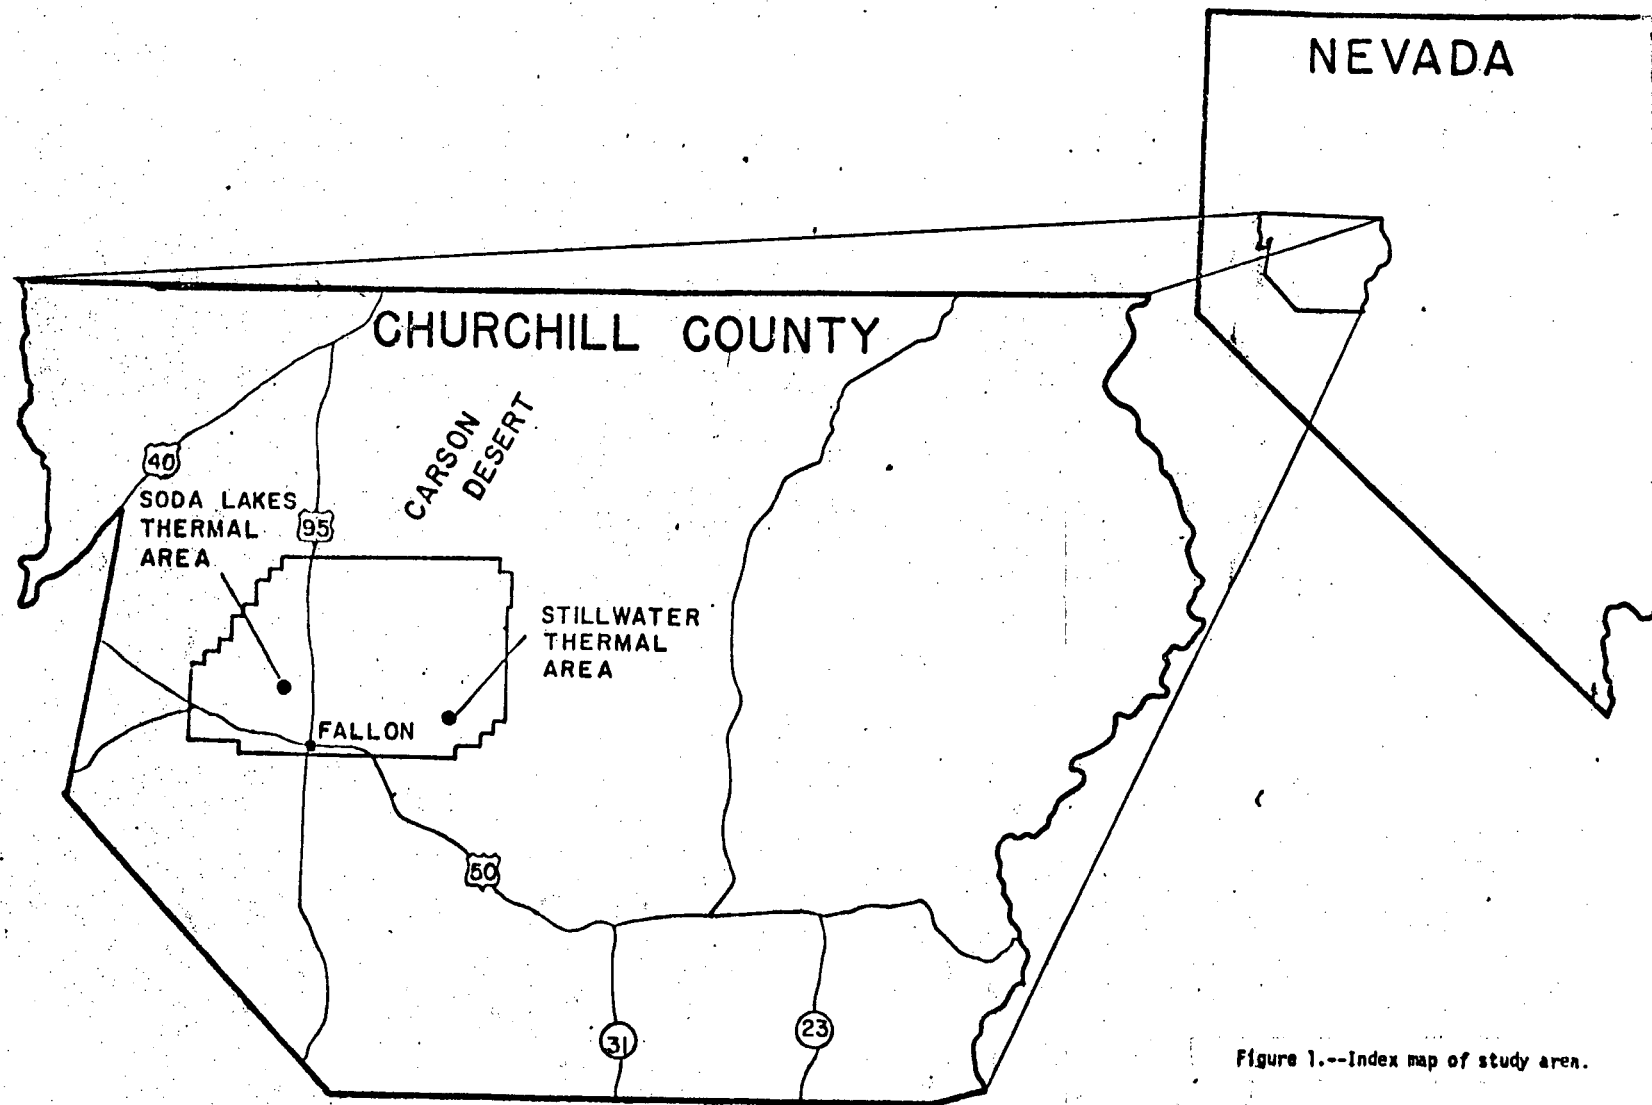 NEVADA
CHURCHILL COUNTY
CARSON
DESERT
40
SODA LAKES
THERMAL
AREA
95
STILLWATER
THERMAL
AREA
FALLON
50
31
23
Figure 1.--Index map of study area.